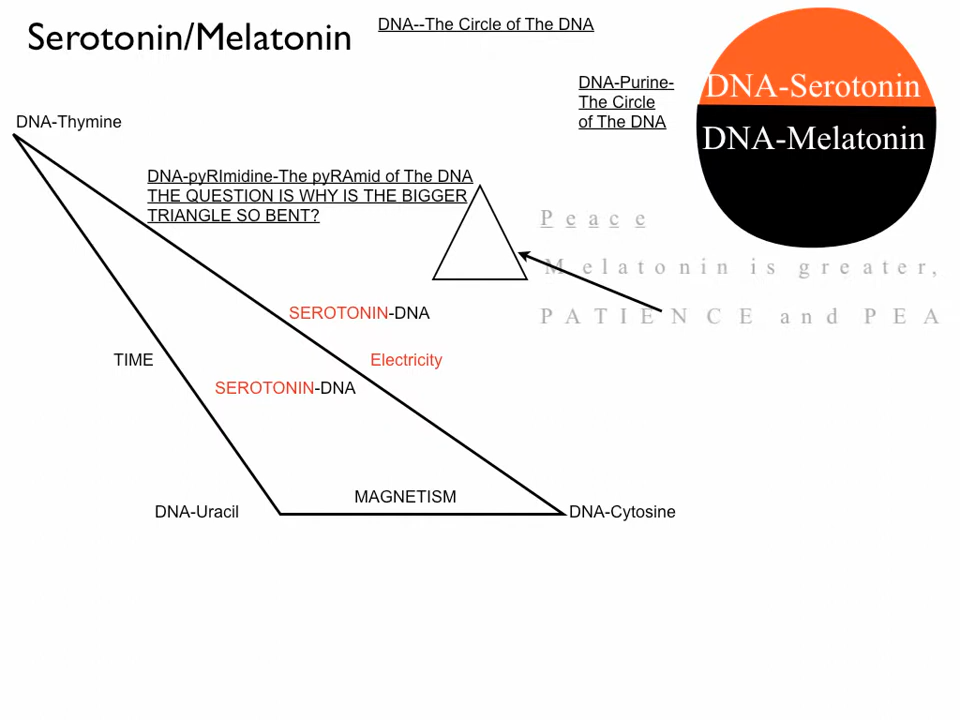 Serotonin/Melatonin
DNA--The Circle of The DNA
DNA-Purine-
The Circle
of The DNA
DNA-Serotonin
DNA-Melatonin
DNA-Thymine
DNA-pyRImidine-The pyRAmid of The DNA
THE QUESTION IS WHY IS THE BIGGER
TRIANGLE SO BENT?
Peace
Melatonin is greater,
PATIENCE and PEA
SEROTONIN-DNA
TIME
Electricity
SEROTONIN-DNA
MAGNETISM
DNA-Uracil
DNA-Cytosine